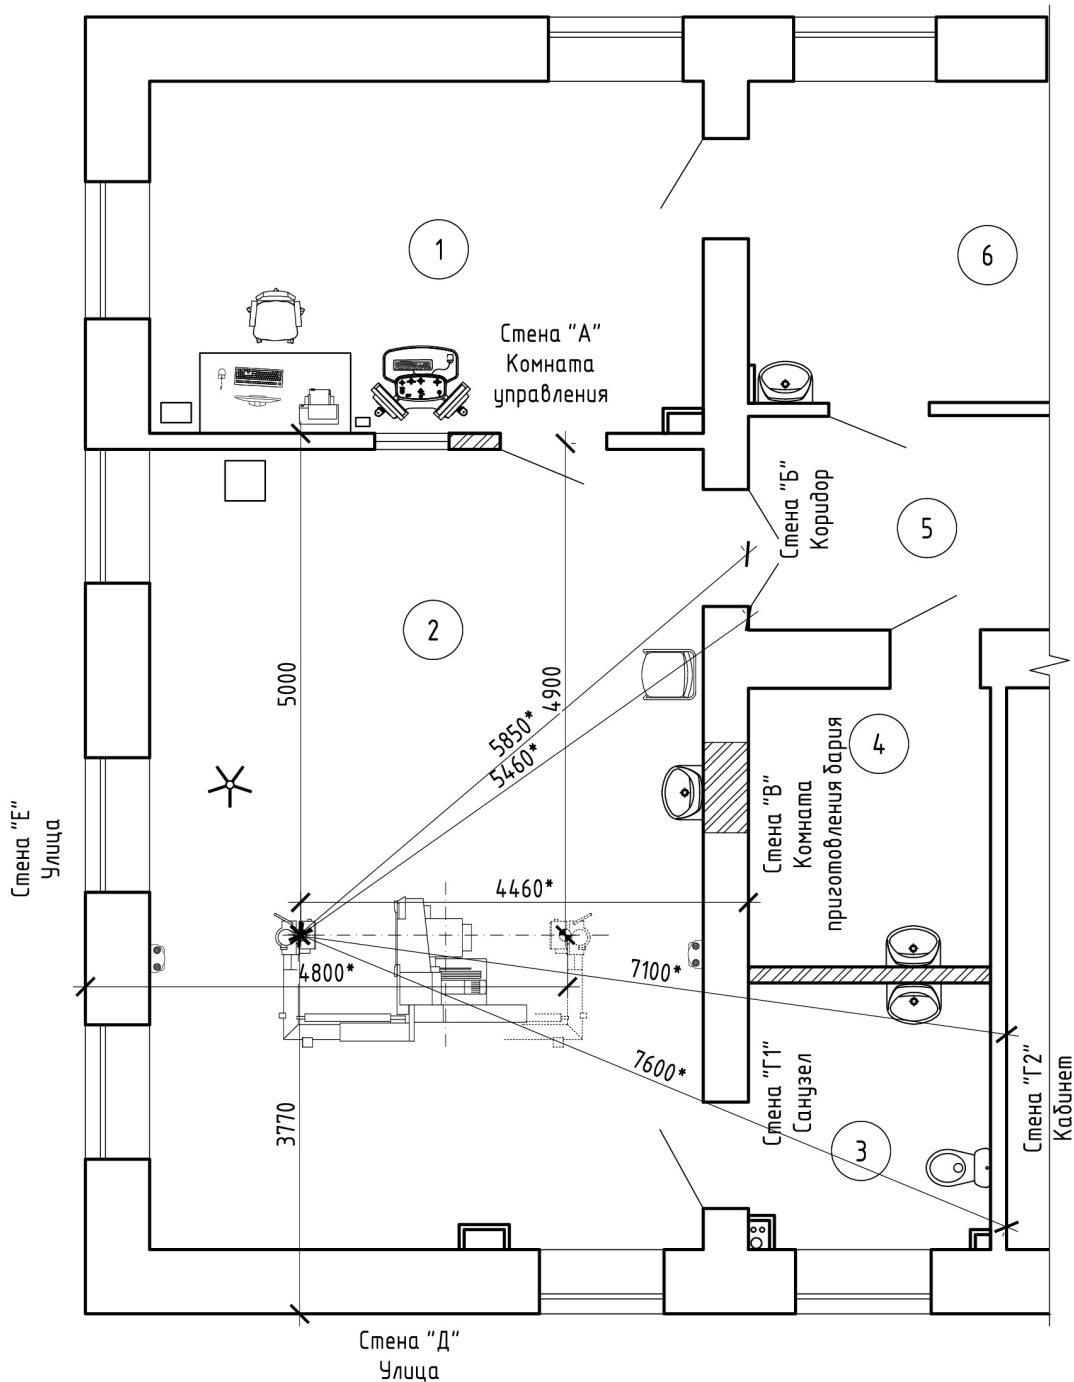 1
6
Стена "А"
Комната
управления
Стена "Б"
Коридор
5
2
5000
4900
5850*
5460*
4
Стена "В"
Комната
приготовления бария
Стена "Е"
Улица
4460*
4800*
7100*
7600*
3770
Стена "Г1"
Санузел
3
Стена "Г2"
Кабинет
Стена "Д"
Улица